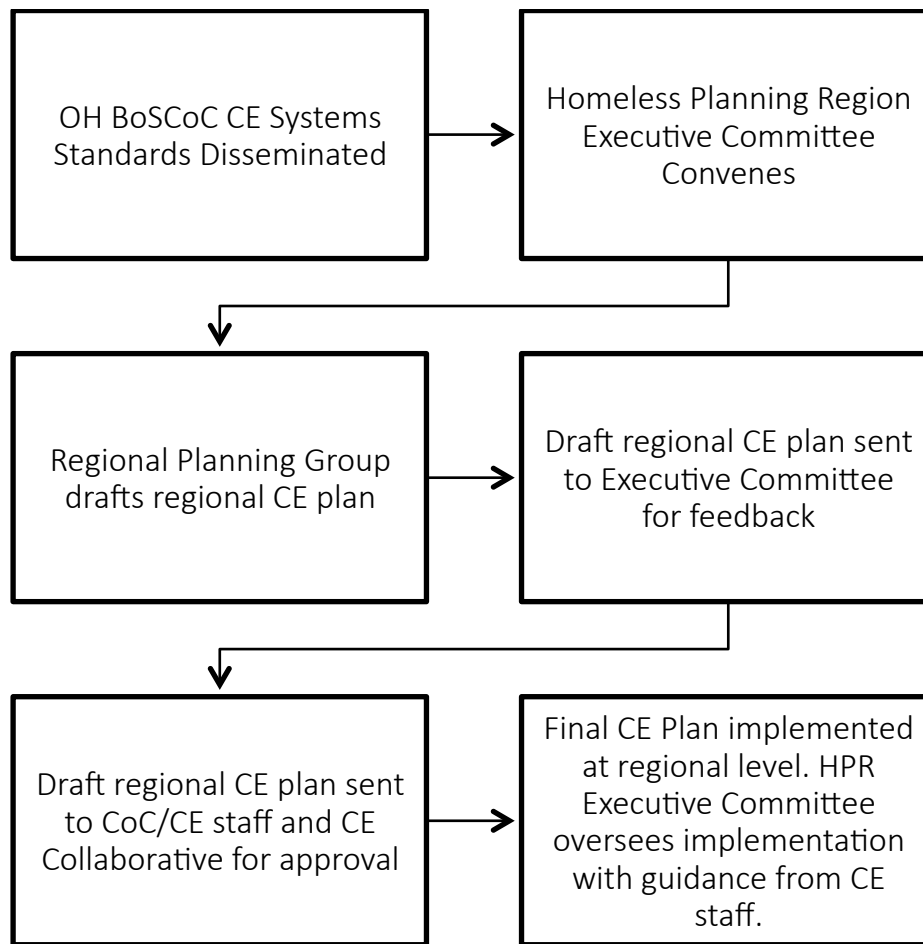 OH BoSCoC CE Systems
Standards Disseminated
Homeless Planning Region
Executive Committee
Convenes
Regional Planning Group
drafts regional CE plan
Draft regional CE plan sent
to Executive Committee
for feedback
Draft regional CE plan sent
to CoC/CE staff and CE
Collaborative for approval
Final CE Plan implemented
at regional level. HPR
Executive Committee
oversees implementation
with guidance from CE
staff.